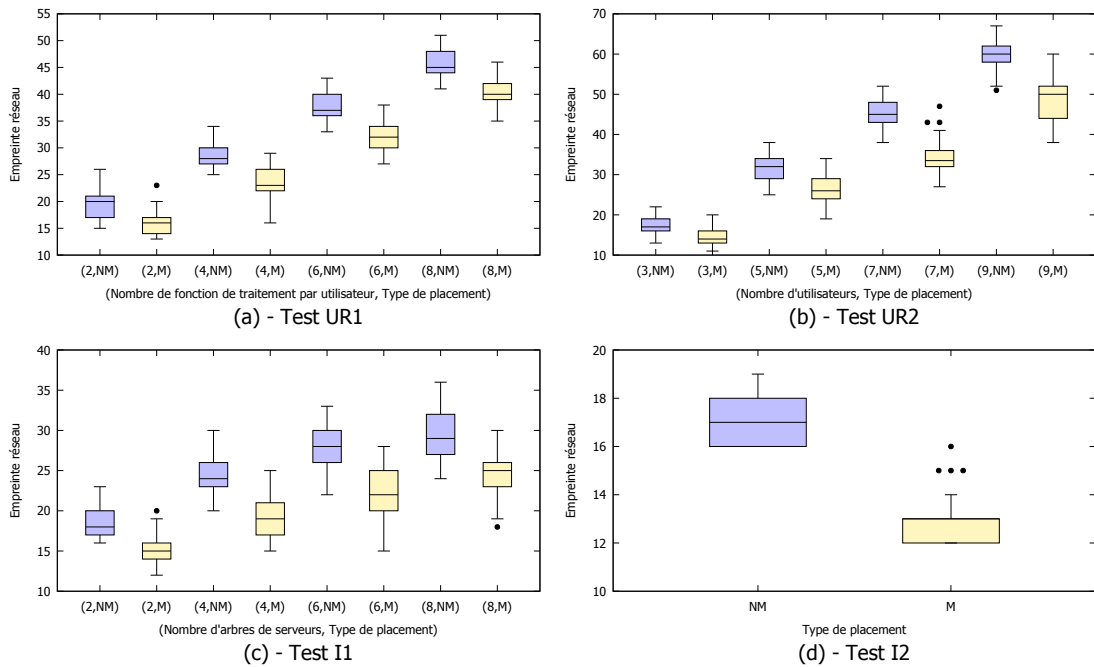 55
50
45
40
35
30
25
20
15
10
Empreinte réseau
(2,NM) (2,M) (4,NM) (4,M) (6,NM) (6,M) (8,NM) (8,M)
(Nombre de fonction de traitement par utilisateur, Type de placement)
(a) - Test UR1
70
60
50
40
30
20
10
Empreinte réseau
(3,NM) (3,M) (5,NM) (5,M) (7,NM) (7,M) (9,NM) (9,M)
(Nombre d'utilisateurs, Type de placement)
(b) - Test UR2
40
35
30
25
20
15
10
Empreinte réseau
(2,NM) (2,M) (4,NM) (4,M) (6,NM) (6,M) (8,NM) (8,M)
(Nombre d'arbres de serveurs, Type de placement)
(c) - Test I1
20
18
16
14
12
10
Empreinte réseau
NM M
Type de placement
(d) - Test I2